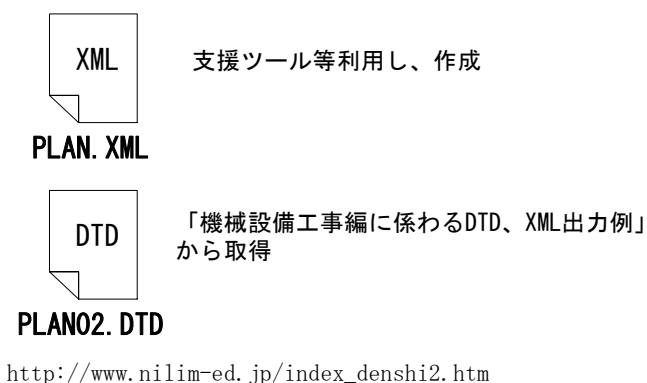 XML
支援ツール等利用し、作成
PLAN.XML
DTD
「機械設備工事編に係わるDTD、XML出力例」
から取得
PLAN02.DTD
http://www.nilim-ed.jp/index_denshi2.htm